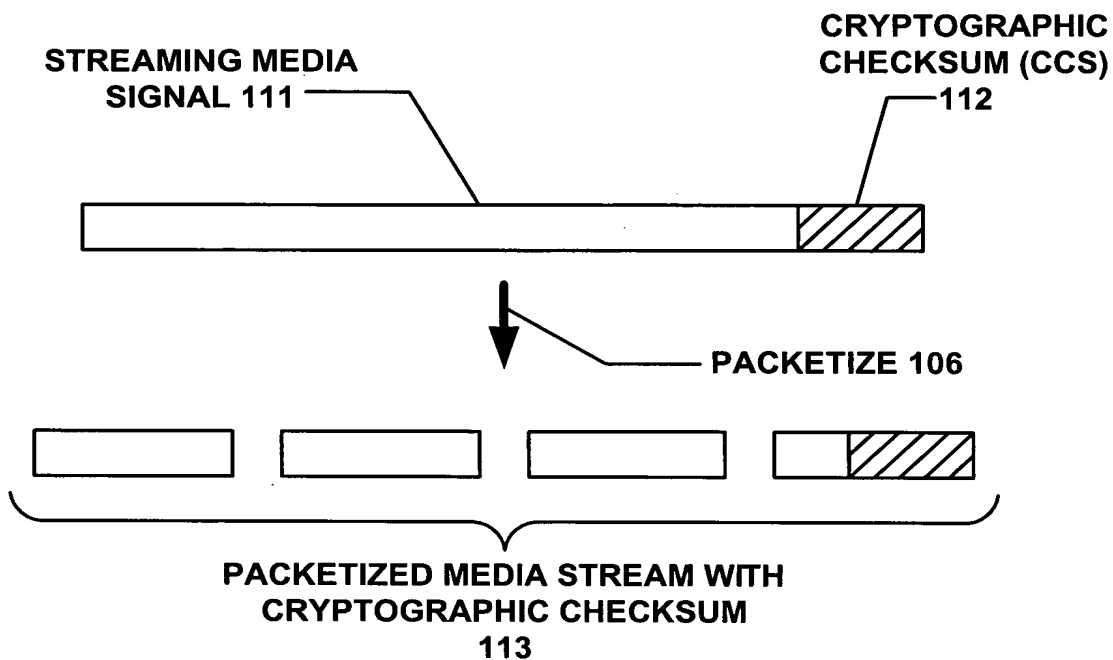 STREAMING MEDIA
SIGNAL 111
CRYPTOGRAPHIC
CHECKSUM (CCS)
112
PACKETIZE 106
PACKETIZED MEDIA STREAM WITH
CRYPTOGRAPHIC CHECKSUM
113